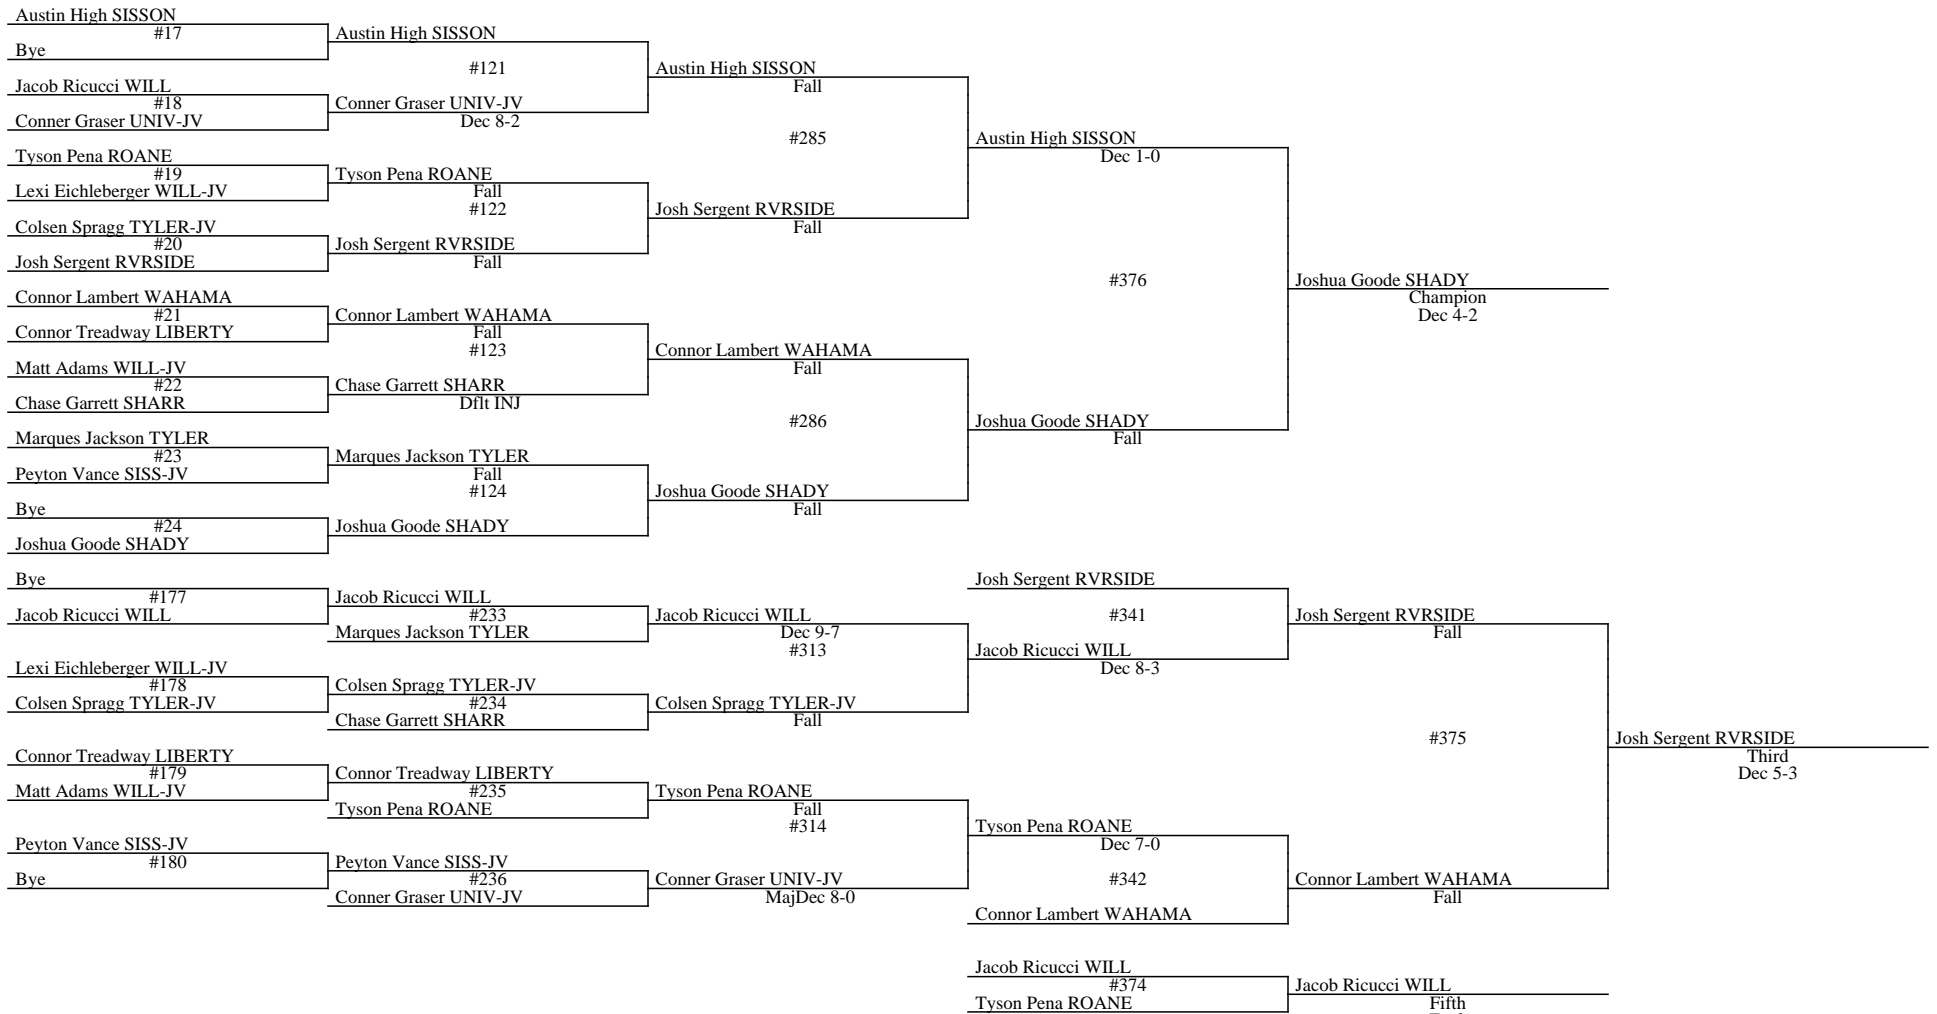 Austin High SISSON
#17
Bye
Jacob Ricucci WILL
#18
Conner Graser UNIV-JV
Tyson Pena ROANE
#19
Lexi Eichleberger WILL-JV
Colsen Spragg TYLER-JV
#20
Josh Sergent RVRSIDE
Connor Lambert WAHAMA
#21
Connor Treadway LIBERTY
Matt Adams WILL-JV
#22
Chase Garrett SHARR
Marques Jackson TYLER
#23
Peyton Vance SISS-JV
Bye
#24
Joshua Goode SHADY
Austin High SISSON
#121
Conner Graser UNIV-JV
Dec 8-2
Tyson Pena ROANE
Fall
#122
Josh Sergent RVRSIDE
Fall
Connor Lambert WAHAMA
Fall
#123
Chase Garrett SHARR
Dflt INJ
Marques Jackson TYLER
Fall
#124
Joshua Goode SHADY
Austin High SISSON
Fall
#285
Josh Sergent RVRSIDE
Fall
Connor Lambert WAHAMA
Fall
#286
Joshua Goode SHADY
Fall
Austin High SISSON
Dec 1-0
#376
Joshua Goode SHADY
Fall
Joshua Goode SHADY
Champion
Dec 4-2
Bye
#177
Jacob Ricucci WILL
Lexi Eichleberger WILL-JV
#178
Colsen Spragg TYLER-JV
Connor Treadway LIBERTY
#179
Matt Adams WILL-JV
Peyton Vance SISS-JV
#180
Bye
Jacob Ricucci WILL
#233
Marques Jackson TYLER
Colsen Spragg TYLER-JV
#234
Chase Garrett SHARR
Connor Treadway LIBERTY
#235
Tyson Pena ROANE
Peyton Vance SISS-JV
#236
Conner Graser UNIV-JV
Jacob Ricucci WILL
Dec 9-7
#313
Colsen Spragg TYLER-JV
Fall
Tyson Pena ROANE
Fall
#314
Conner Graser UNIV-JV
MajDec 8-0
Josh Sergent RVRSIDE
#341
Jacob Ricucci WILL
Dec 8-3
Tyson Pena ROANE
Dec 7-0
#342
Connor Lambert WAHAMA
Josh Sergent RVRSIDE
Fall
#375
Connor Lambert WAHAMA
Fall
Josh Sergent RVRSIDE
Third
Dec 5-3
Jacob Ricucci WILL
#374
Tyson Pena ROANE
Jacob Ricucci WILL
Fifth